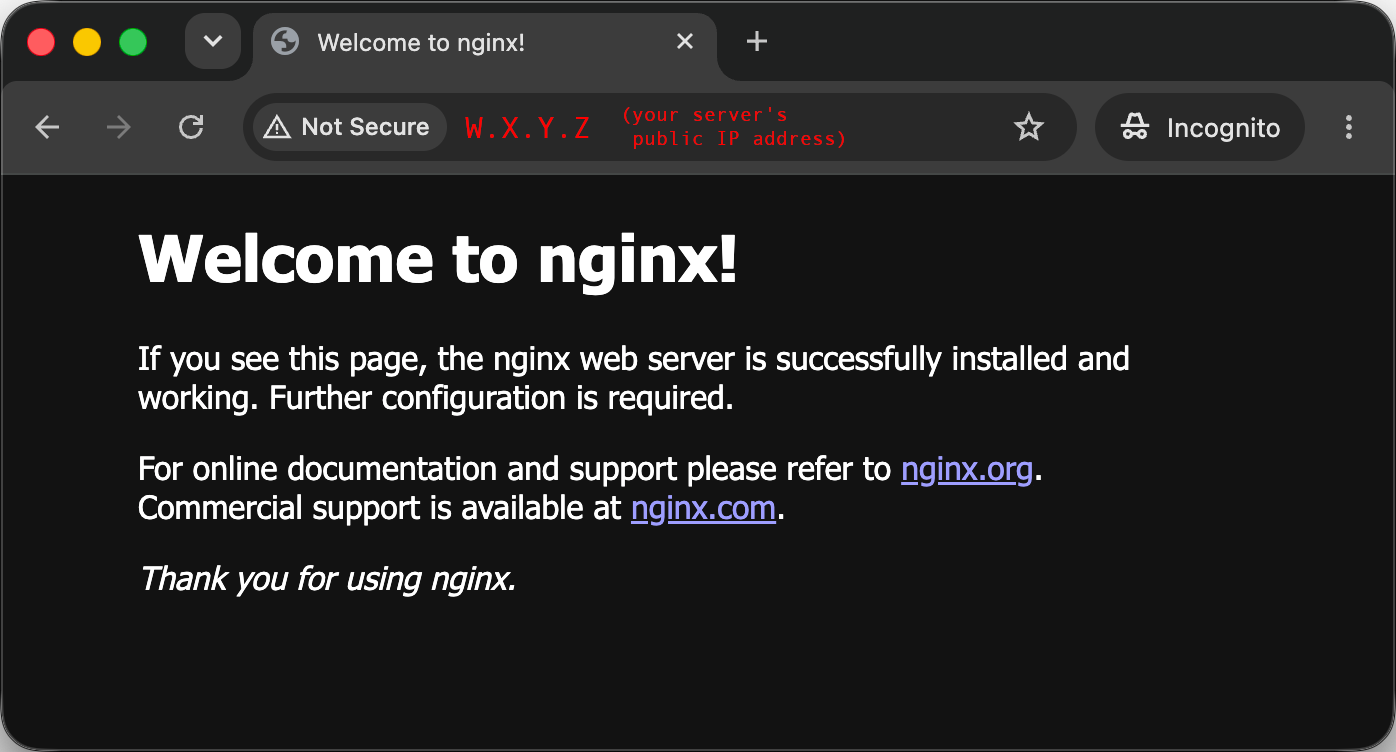 Welcome to nginx!
Not Secure W.X.Y.Z (your server's
public IP address)
Incognito
Welcome to nginx!
If you see this page, the nginx web server is successfully installed and
working. Further configuration is required.
For online documentation and support please refer to nginx.org.
Commercial support is available at nginx.com.
Thank you for using nginx.